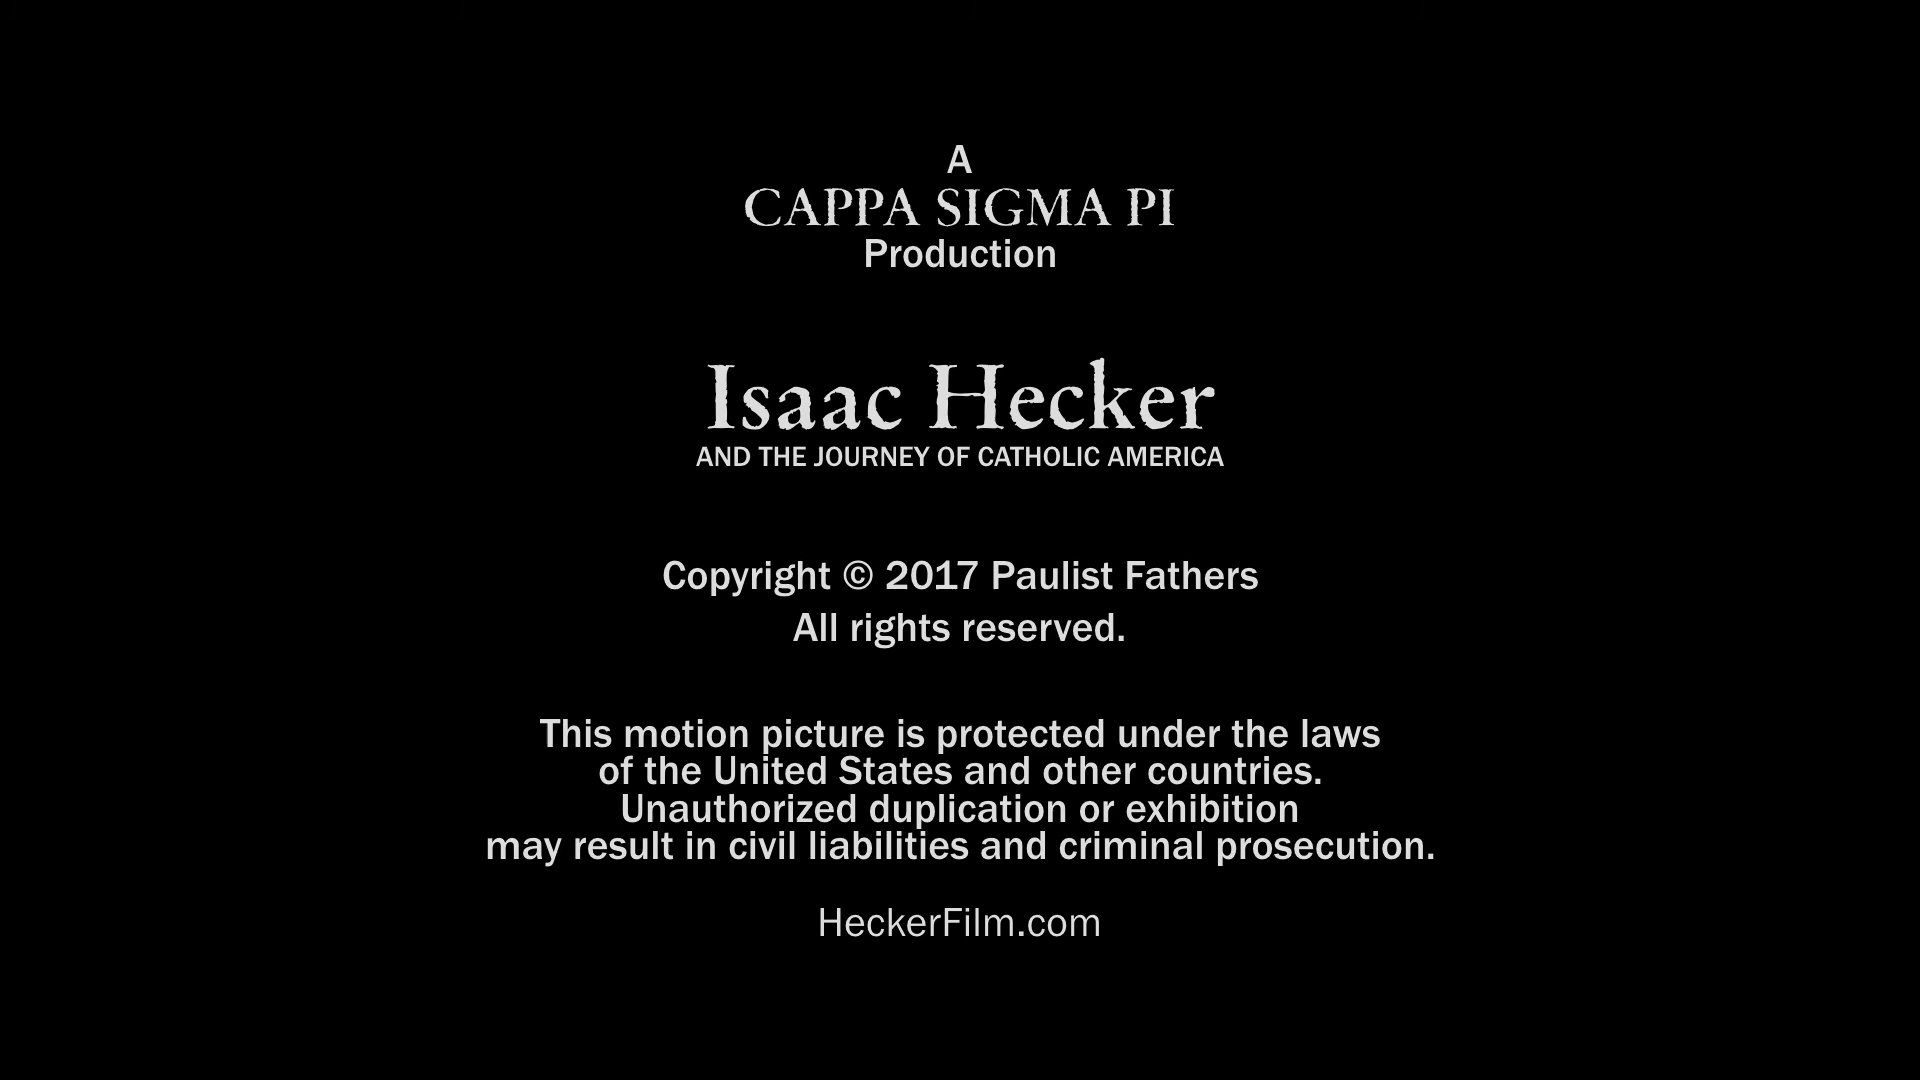 A
CAPPA SIGMA PI
Production
Isaac Hecker
AND THE JOURNEY OF CATHOLIC AMERICA
Copyright © 2017 Paulist Fathers
All rights reserved.
This motion picture is protected under the laws
of the United States and other countries.
Unauthorized duplication or exhibition
may result in civil liabilities and criminal prosecution.
HeckerFilm.com